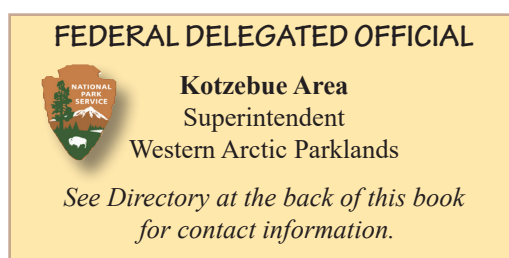 FEDERAL DELEGATED OFFICIAL
NATIONAL
PARK
SERVICE
Kotzebue Area
Superintendent
Western Arctic Parklands
See Directory at the back of this book
for contact information.